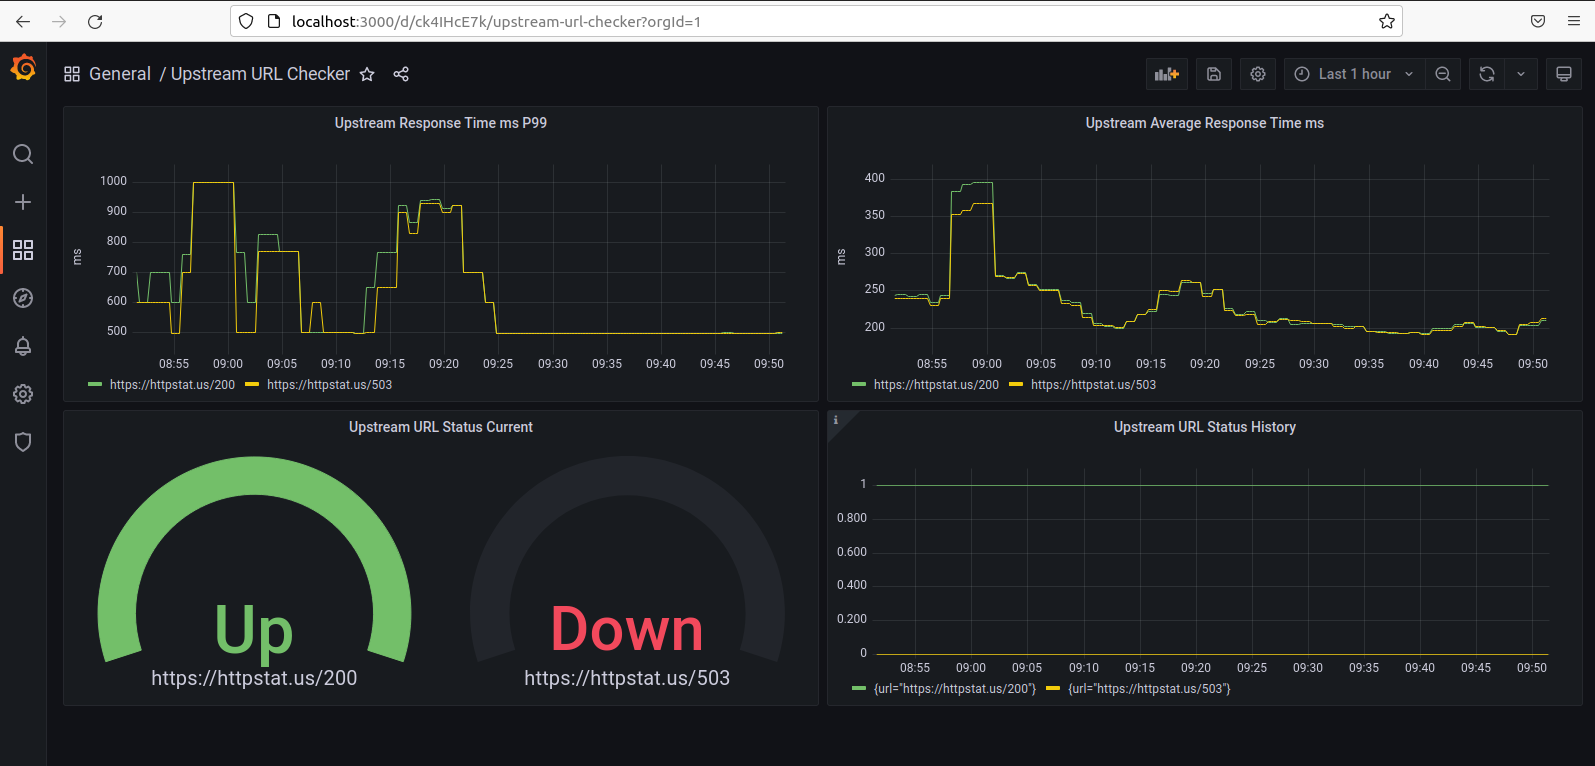 localhost:3000/d/ck4IHcE7k/upstream-url-checker?orgId=1
General / Upstream URL Checker
Last 1 hour
Upstream Response Time ms P99
1000
900
800
700
600
500
ms
08:55 09:00 09:05 09:10 09:15 09:20 09:25 09:30 09:35 09:40 09:45 09:50
https://httpstat.us/200 https://httpstat.us/503
Upstream Average Response Time ms
400
350
300
250
200
ms
08:55 09:00 09:05 09:10 09:15 09:20 09:25 09:30 09:35 09:40 09:45 09:50
https://httpstat.us/200 https://httpstat.us/503
Upstream URL Status Current
Up
https://httpstat.us/200
Down
https://httpstat.us/503
i
Upstream URL Status History
1
0.800
0.600
0.400
0.200
0
08:55 09:00 09:05 09:10 09:15 09:20 09:25 09:30 09:35 09:40 09:45 09:50
{url="https://httpstat.us/200"} {url="https://httpstat.us/503"}